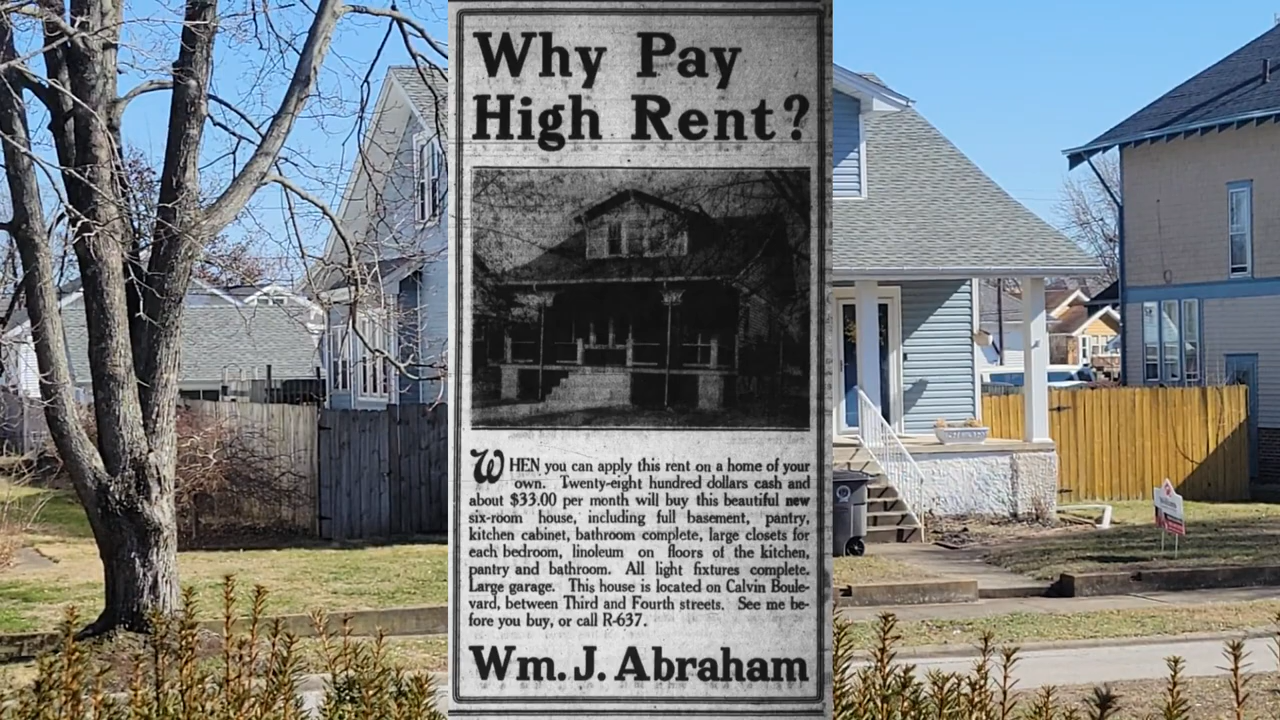 Why Pay
High Rent?
WHEN you can apply this rent on a home of your
own. Twenty-eight hundred dollars cash and
about $33.00 per month will buy this beautiful new
six-room house, including full basement, pantry,
kitchen cabinet, bathroom complete, large closets for
each bedroom, linoleum on floors of the kitchen,
pantry and bathroom. All light fixtures complete.
Large garage. This house is located on Calvin Boule-
vard, between Third and Fourth streets. See me be-
fore you buy, or call R-637.
Wm. J. Abraham